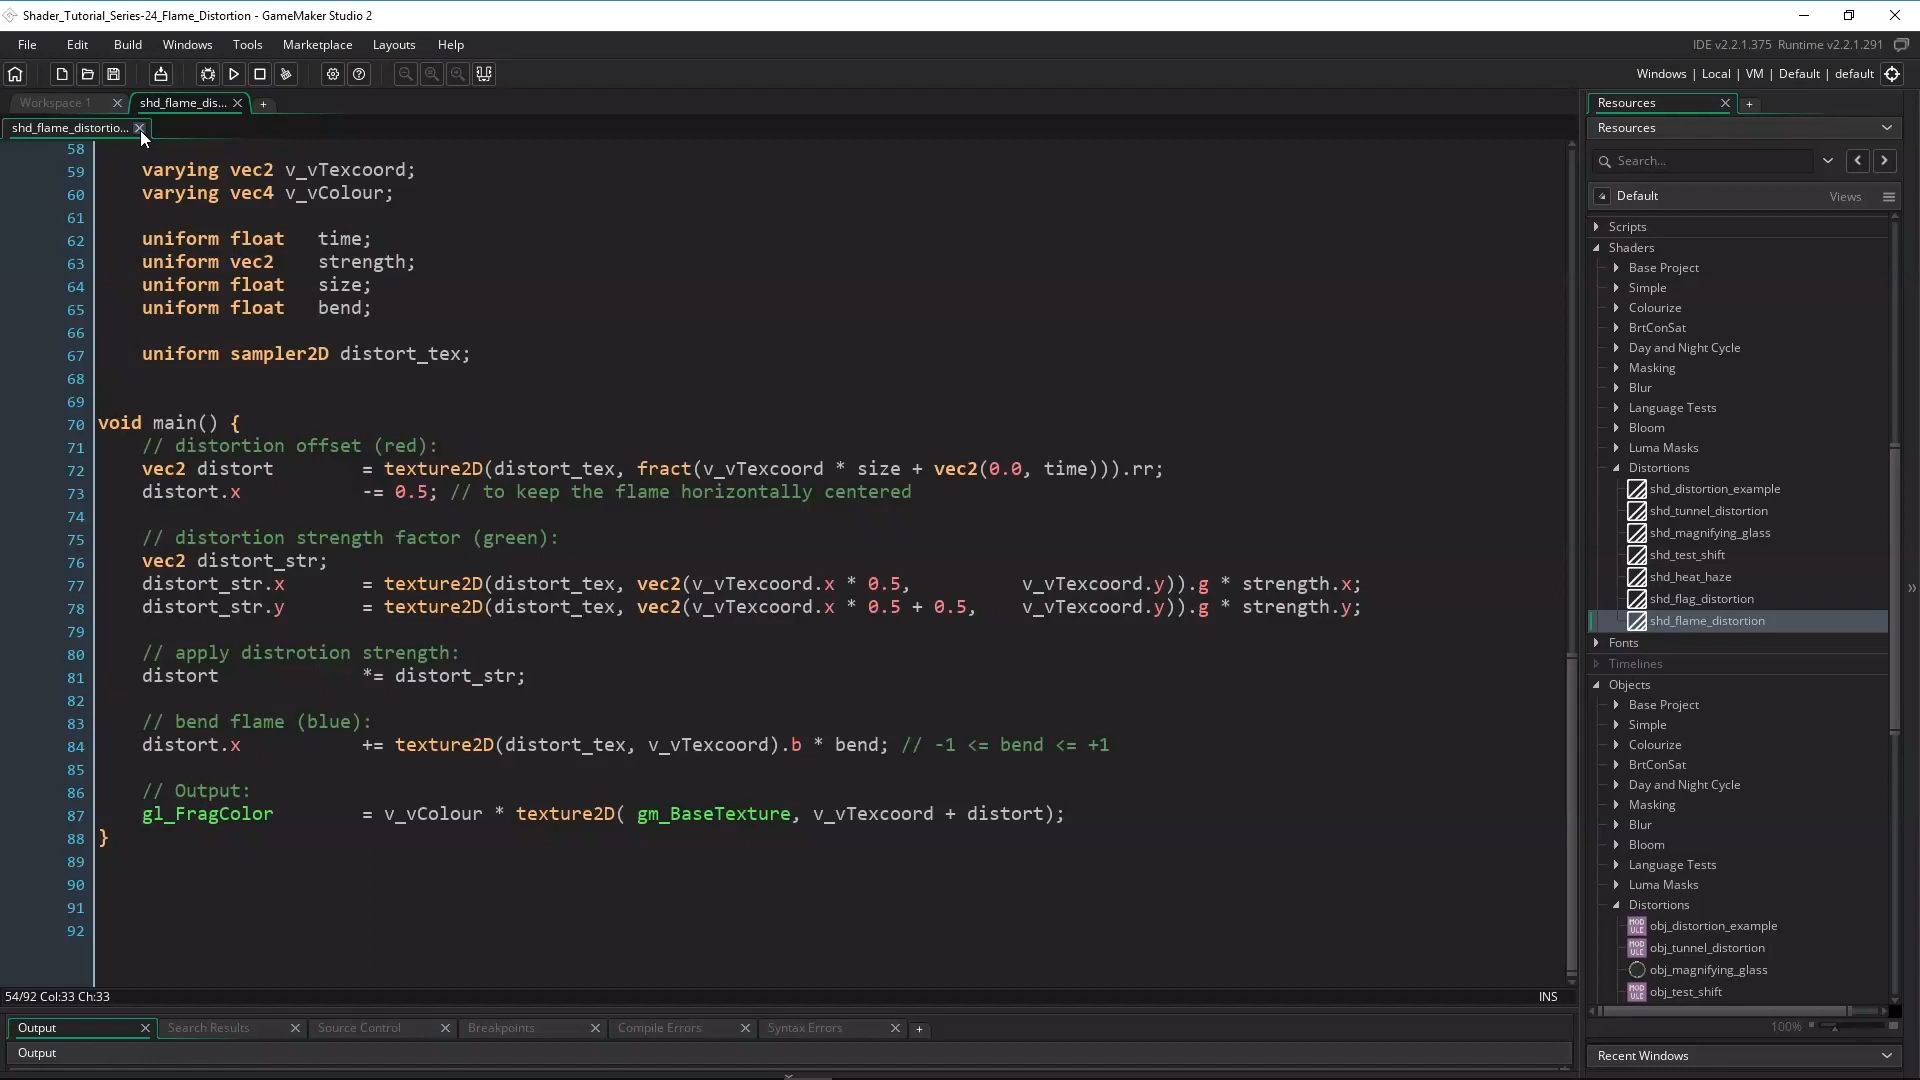 Shader_Tutorial_Series-24_Flame_Distortion - GameMaker Studio 2
File Edit Build Windows Tools Marketplace Layouts Help
IDE v2.2.1.375 Runtime v2.2.1.291
Windows | Local | VM | Default | default
Workspace 1
shd_flame_dis...
shd_flame_distortio...
58
59 varying vec2 v_vTexcoord;
60 varying vec4 v_vColour;
61
62 uniform float time;
63 uniform vec2 strength;
64 uniform float size;
65 uniform float bend;
66
67 uniform sampler2D distort_tex;
68
69
70 void main() {
71 // distortion offset (red):
72 vec2 distort = texture2D(distort_tex, fract(v_vTexcoord * size + vec2(0.0, time))).rr;
73 distort.x -= 0.5; // to keep the flame horizontally centered
74
75 // distortion strength factor (green):
76 vec2 distort_str;
77 distort_str.x = texture2D(distort_tex, vec2(v_vTexcoord.x * 0.5, v_vTexcoord.y)).g * strength.x;
78 distort_str.y = texture2D(distort_tex, vec2(v_vTexcoord.x * 0.5 + 0.5, v_vTexcoord.y)).g * strength.y;
79
80 // apply distrotion strength:
81 distort *= distort_str;
82
83 // bend flame (blue):
84 distort.x += texture2D(distort_tex, v_vTexcoord).b * bend; // -1 <= bend <= +1
85
86 // Output:
87 gl_FragColor = v_vColour * texture2D( gm_BaseTexture, v_vTexcoord + distort);
88 }
89
90
91
92
54/92 Col:33 Ch:33
INS
Output
Search Results
Source Control
Breakpoints
Compile Errors
Syntax Errors
Output
Resources
Resources
Search...
Default
Views
Scripts
Shaders
Base Project
Simple
Colourize
BrtConSat
Day and Night Cycle
Masking
Blur
Language Tests
Bloom
Luma Masks
Distortions
shd_distortion_example
shd_tunnel_distortion
shd_magnifying_glass
shd_test_shift
shd_heat_haze
shd_flag_distortion
shd_flame_distortion
Fonts
Timelines
Objects
Base Project
Simple
Colourize
BrtConSat
Day and Night Cycle
Masking
Blur
Bloom
Language Tests
Luma Masks
Distortions
obj_distortion_example
obj_tunnel_distortion
obj_magnifying_glass
obj_test_shift
100%
Recent Windows